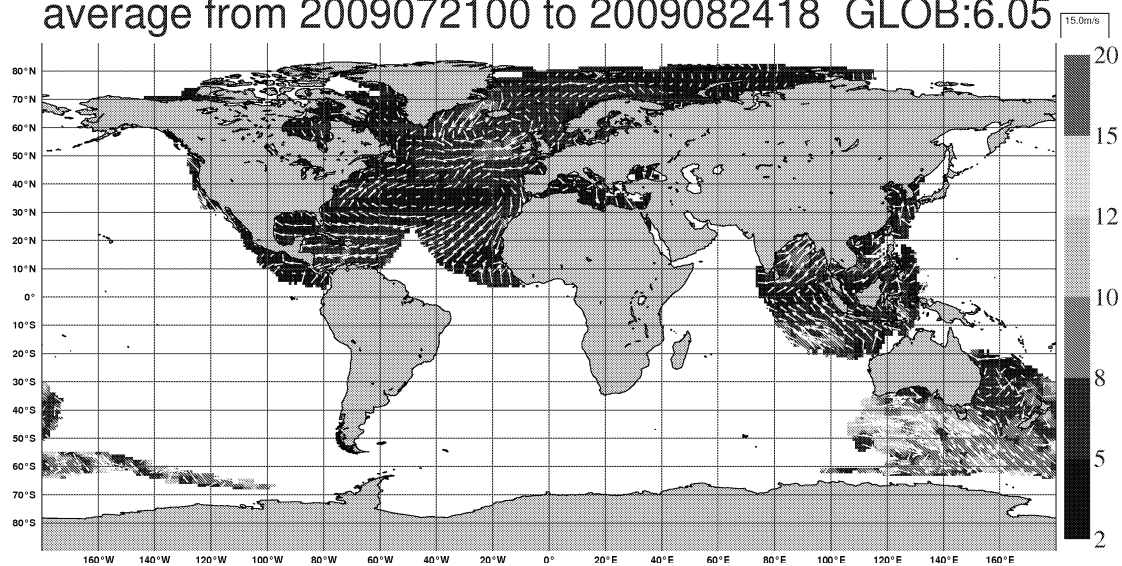 average from 2009072100 to 2009082418 GLOB:6.05
15.0m/s
20
15
12
10
8
5
2
80°N
70°N
60°N
50°N
40°N
30°N
20°N
10°N
0°
10°S
20°S
30°S
40°S
50°S
60°S
70°S
80°S
160°W 140°W 120°W 100°W 80°W 60°W 40°W 20°W 0° 20°E 40°E 60°E 80°E 100°E 120°E 140°E 160°E